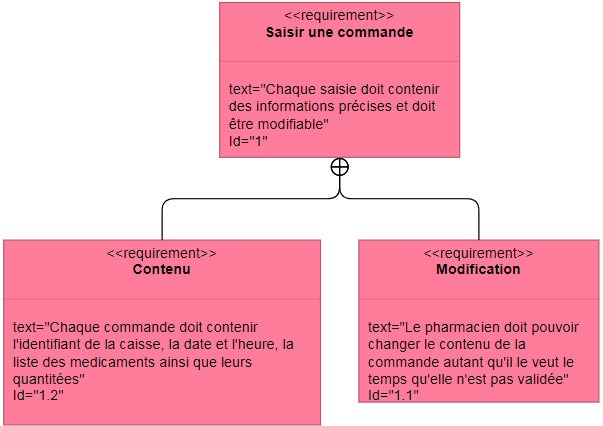 <<requirement>>
Saisir une commande
text="Chaque saisie doit contenir
des informations précises et doit
être modifiable"
Id="1"
<<requirement>>
Contenu
text="Chaque commande doit contenir
l'identifiant de la caisse, la date et l'heure, la
liste des medicaments ainsi que leurs
quantitées"
Id="1.2"
<<requirement>>
Modification
text="Le pharmacien doit pouvoir
changer le contenu de la
commande autant qu'il le veut le
temps qu'elle n'est pas validée"
Id="1.1"